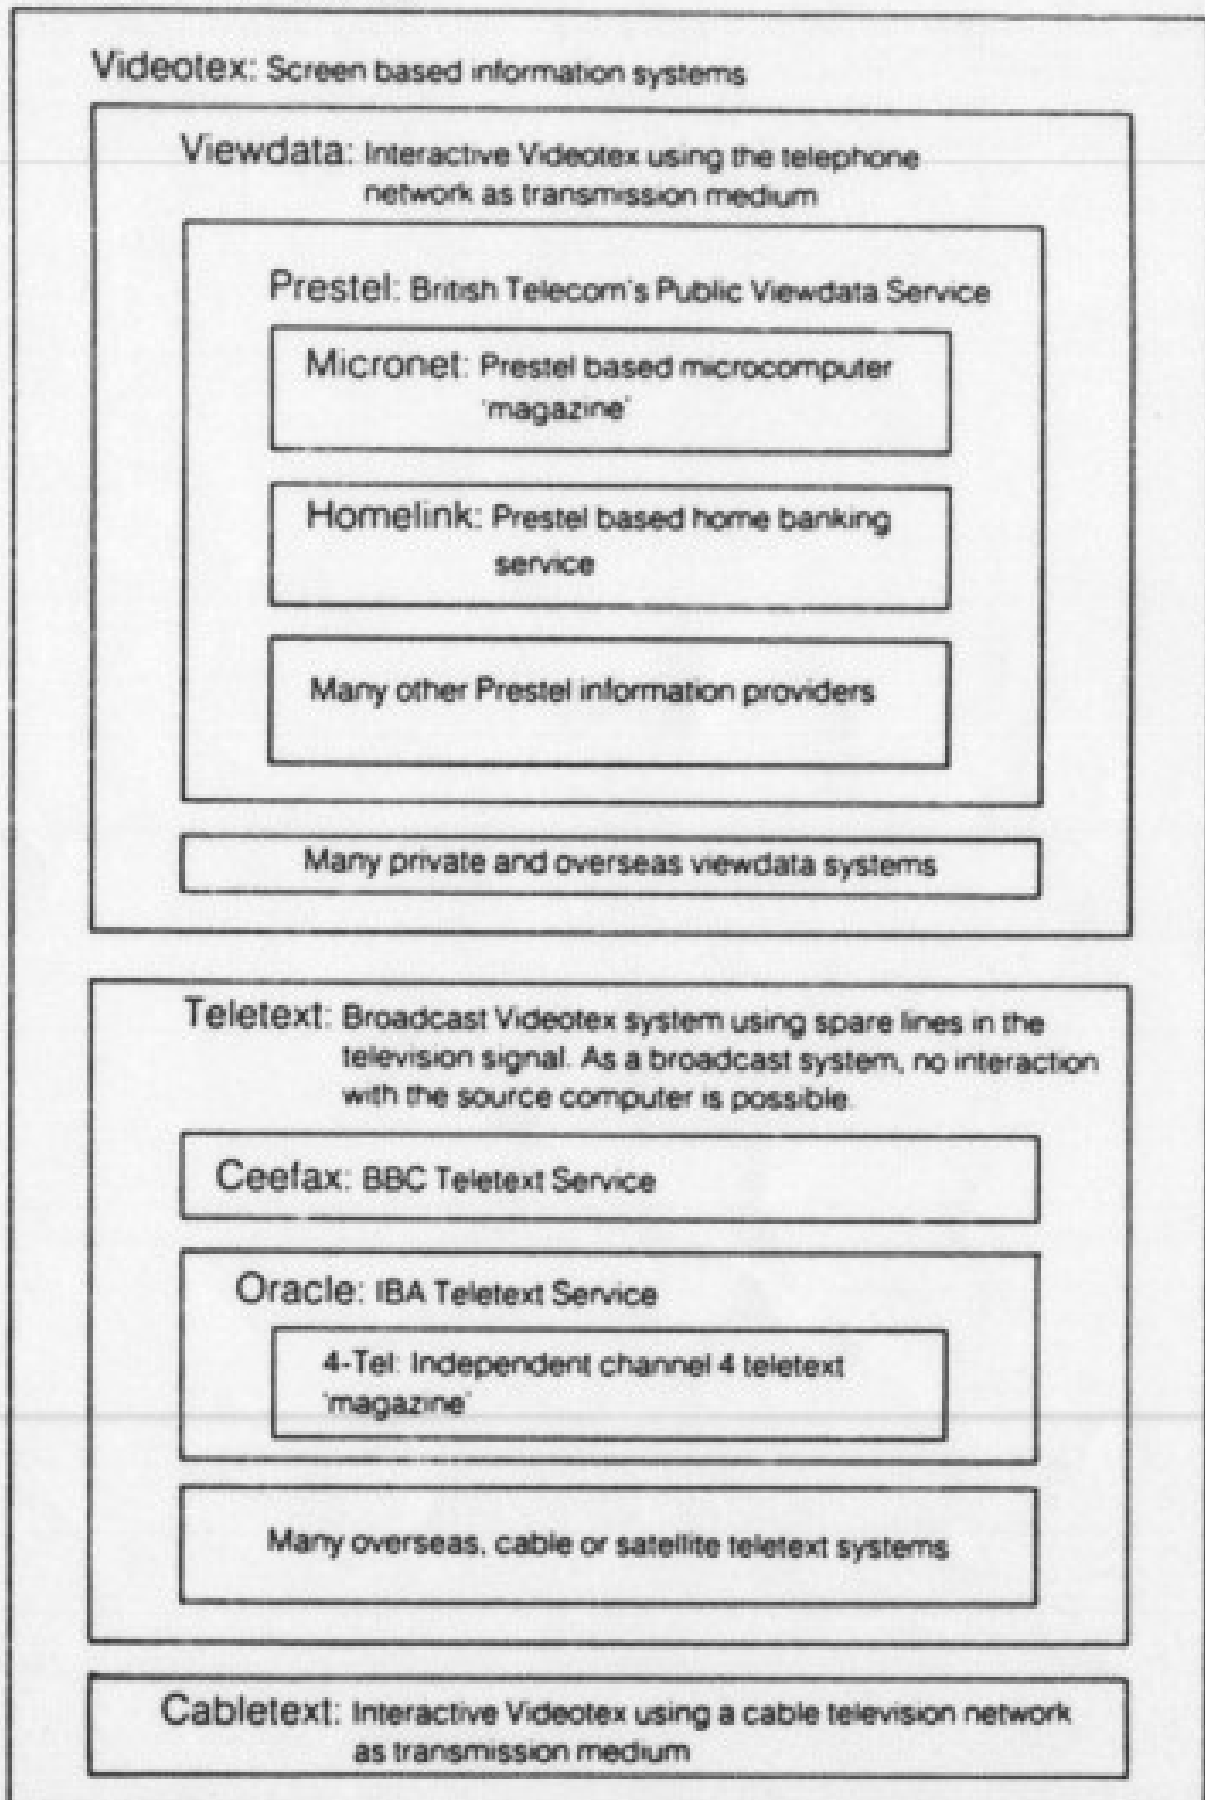 Videotex: Screen based information systems
Viewdata: Interactive Videotex using the telephone
network as transmission medium
Prestel: British Telecom's Public Viewdata Service
Micronet: Prestel based microcomputer
'magazine'
Homelink: Prestel based home banking
service
Many other Prestel information providers
Many private and overseas viewdata systems
Teletext: Broadcast Videotex system using spare lines in the
television signal. As a broadcast system, no interaction
with the source computer is possible.
Ceefax: BBC Teletext Service
Oracle: IBA Teletext Service
4-Tel: Independent channel 4 teletext
'magazine'
Many overseas, cable or satellite teletext systems
Cabletext: Interactive Videotex using a cable television network
as transmission medium